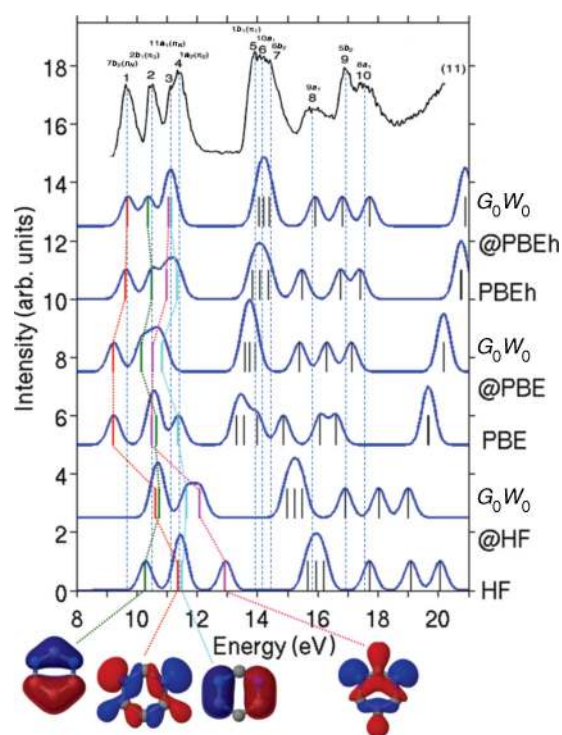 1b₁(π₁)
11a₁(n_N)
10a₁
2b₁(π₃)
1a₂(π₂)
6b₂
5b₂
7b₂(n_N)
8a₁
(11)
9a₁
1 2 3 4 5 6 7 8 9 10
18
16
14
12
10
8
6
4
2
0
Intensity (arb. units)
G₀W₀
@PBEh
PBEh
G₀W₀
@PBE
PBE
G₀W₀
@HF
HF
8 10 12 14 16 18 20
Energy (eV)